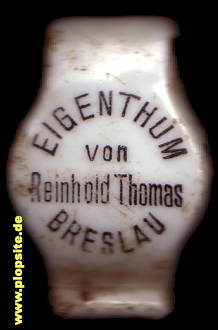 EIGENTHUM
von
Reinhold Thomas
BRESLAU
© www.plopsite.de